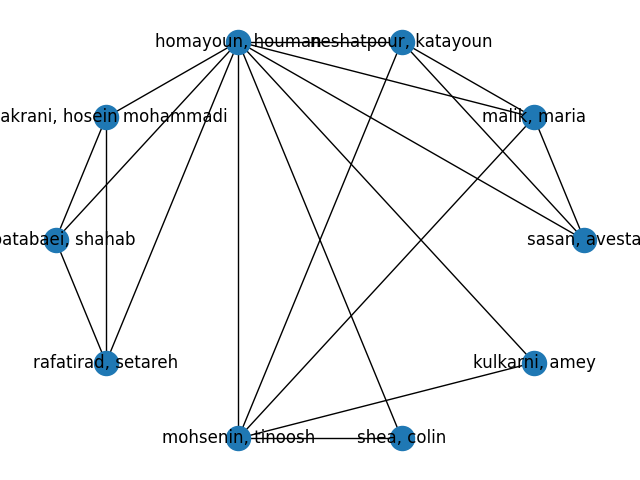 homayoun, houman
neshatpour, katayoun
akrani, hosein mohammadi
malik, maria
batabaei, shahab
sasan, avesta
rafatirad, setareh
kulkarni, amey
mohsenin, tinoosh
shea, colin